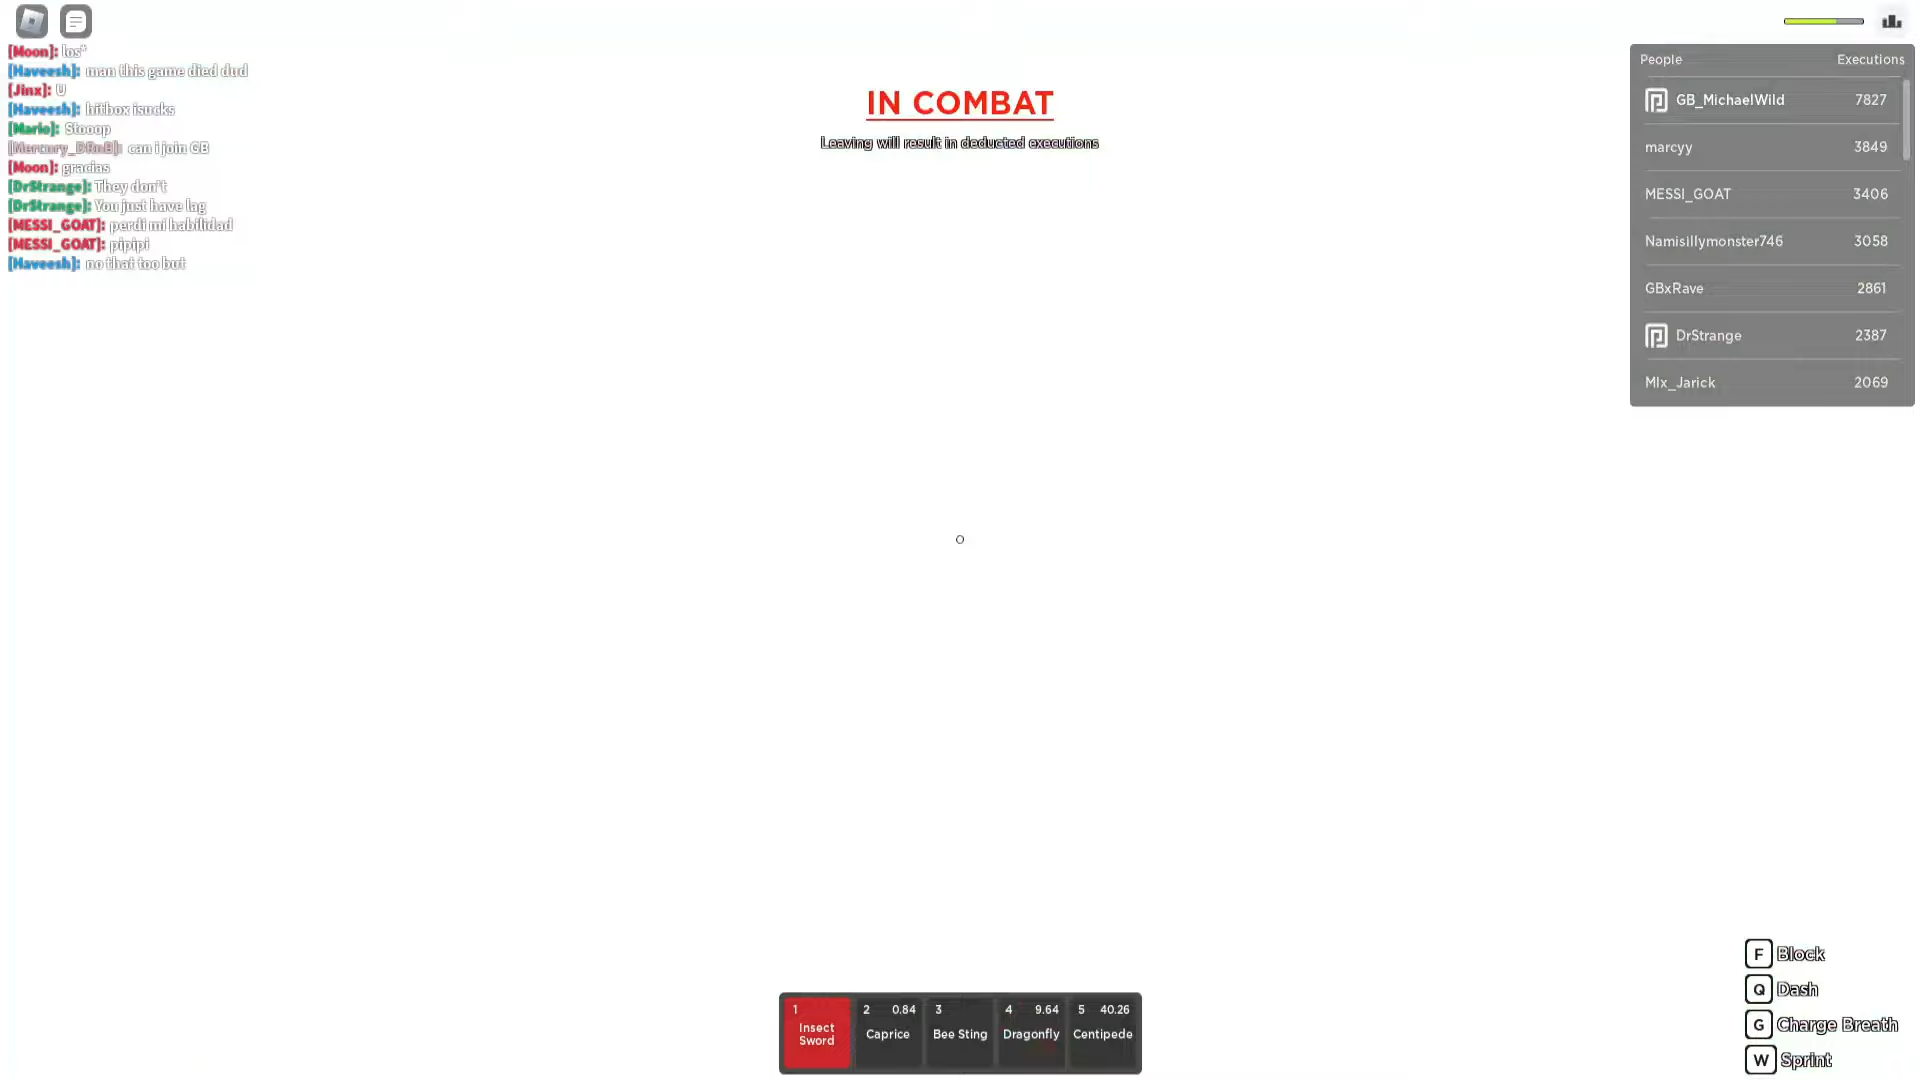 [Moon]: los*
[Haveesh]: man this game died dud
[Jinx]: U
[Haveesh]: hitbox isucks
[Mario]: Stooop
[Mercury_DRnB]: can i join GB
[Moon]: gracias
[DrStrange]: They don't
[DrStrange]: You just have lag
[MESSI_GOAT]: perdi mi habilidad
[MESSI_GOAT]: pipipi
[Haveesh]: no that too but
IN COMBAT
Leaving will result in deducted executions
People Executions
GB_MichaelWild 7827
marcyy 3849
MESSI_GOAT 3406
Namisillymonster746 3058
GBxRave 2861
DrStrange 2387
MIx_Jarick 2069
F Block
Q Dash
G Charge Breath
W Sprint
1 2 0.84 3 4 9.64 5 40.26
Insect Sword Caprice Bee Sting Dragonfly Centipede